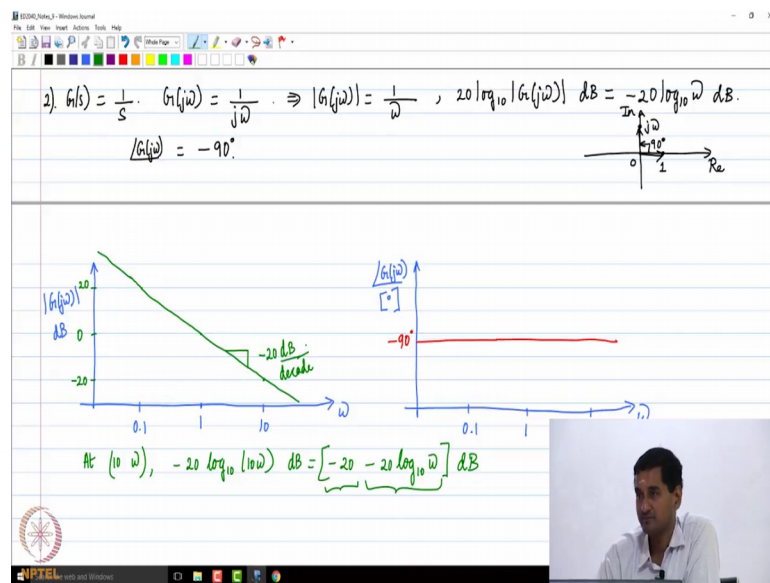 ED2040_Notes_9 - Windows Journal
File Edit View Insert Actions Tools Help
Whole Page
B I
2). G(s) = 1/s. G(jω) = 1/jω. ⇒ |G(jω)| = 1/ω, 20 log₁₀ |G(jω)| dB = -20 log₁₀ ω dB.
∠G(jω) = -90°.
Im
jω
90°
0 1 Re
|G(jω)| dB
20
0
-20
-20 dB/decade
0.1 1 10 ω
∠G(jω) [°]
-90°
0.1 1 ω
At (10 ω), -20 log₁₀ (10ω) dB = [-20 -20 log₁₀ ω] dB
NPTEL